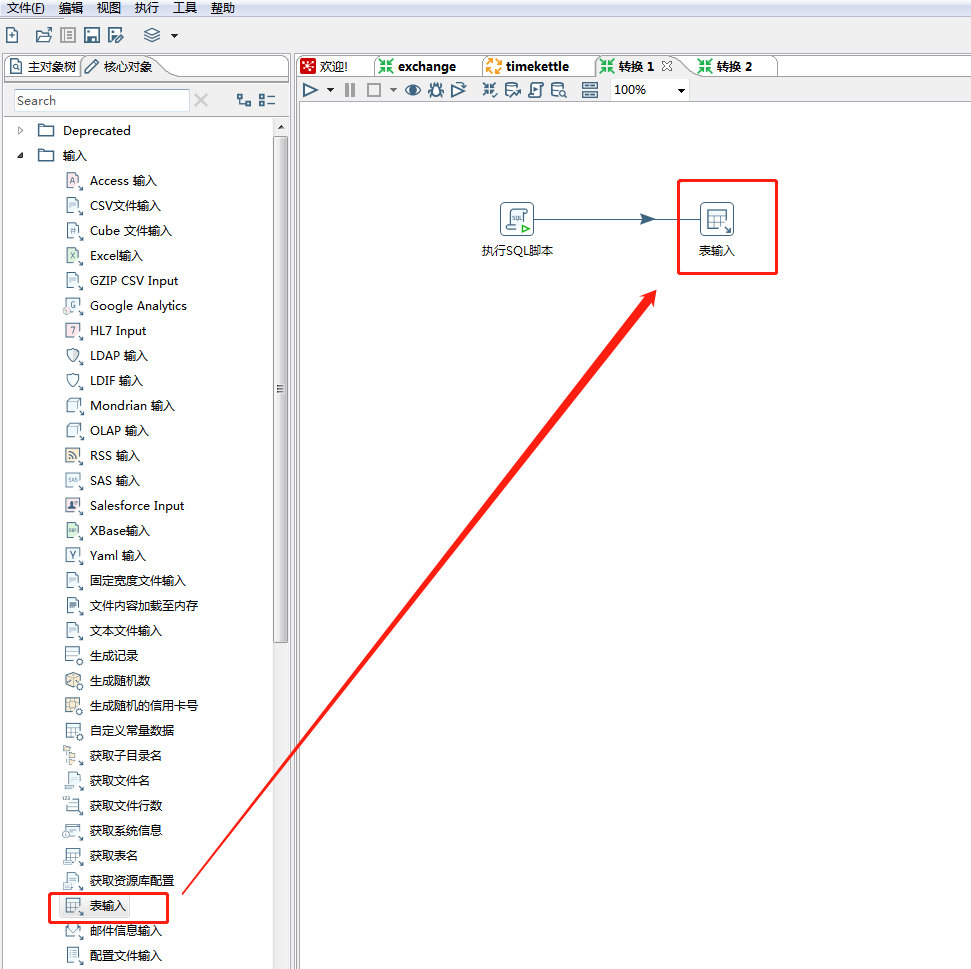 文件(F) 编辑 视图 执行 工具 帮助
主对象树 核心对象
欢迎! exchange timekettle 转换 1 转换 2
Search
100%
Deprecated
输入
Access 输入
CSV文件输入
Cube 文件输入
Excel输入
GZIP CSV Input
Google Analytics
HL7 Input
LDAP 输入
LDIF 输入
Mondrian 输入
OLAP 输入
RSS 输入
SAS 输入
Salesforce Input
XBase输入
Yaml 输入
固定宽度文件输入
文件内容加载至内存
文本文件输入
生成记录
生成随机数
生成随机的信用卡号
自定义常量数据
获取子目录名
获取文件名
获取文件行数
获取系统信息
获取表名
获取资源库配置
表输入
邮件信息输入
配置文件输入
SQL
执行SQL脚本
表输入